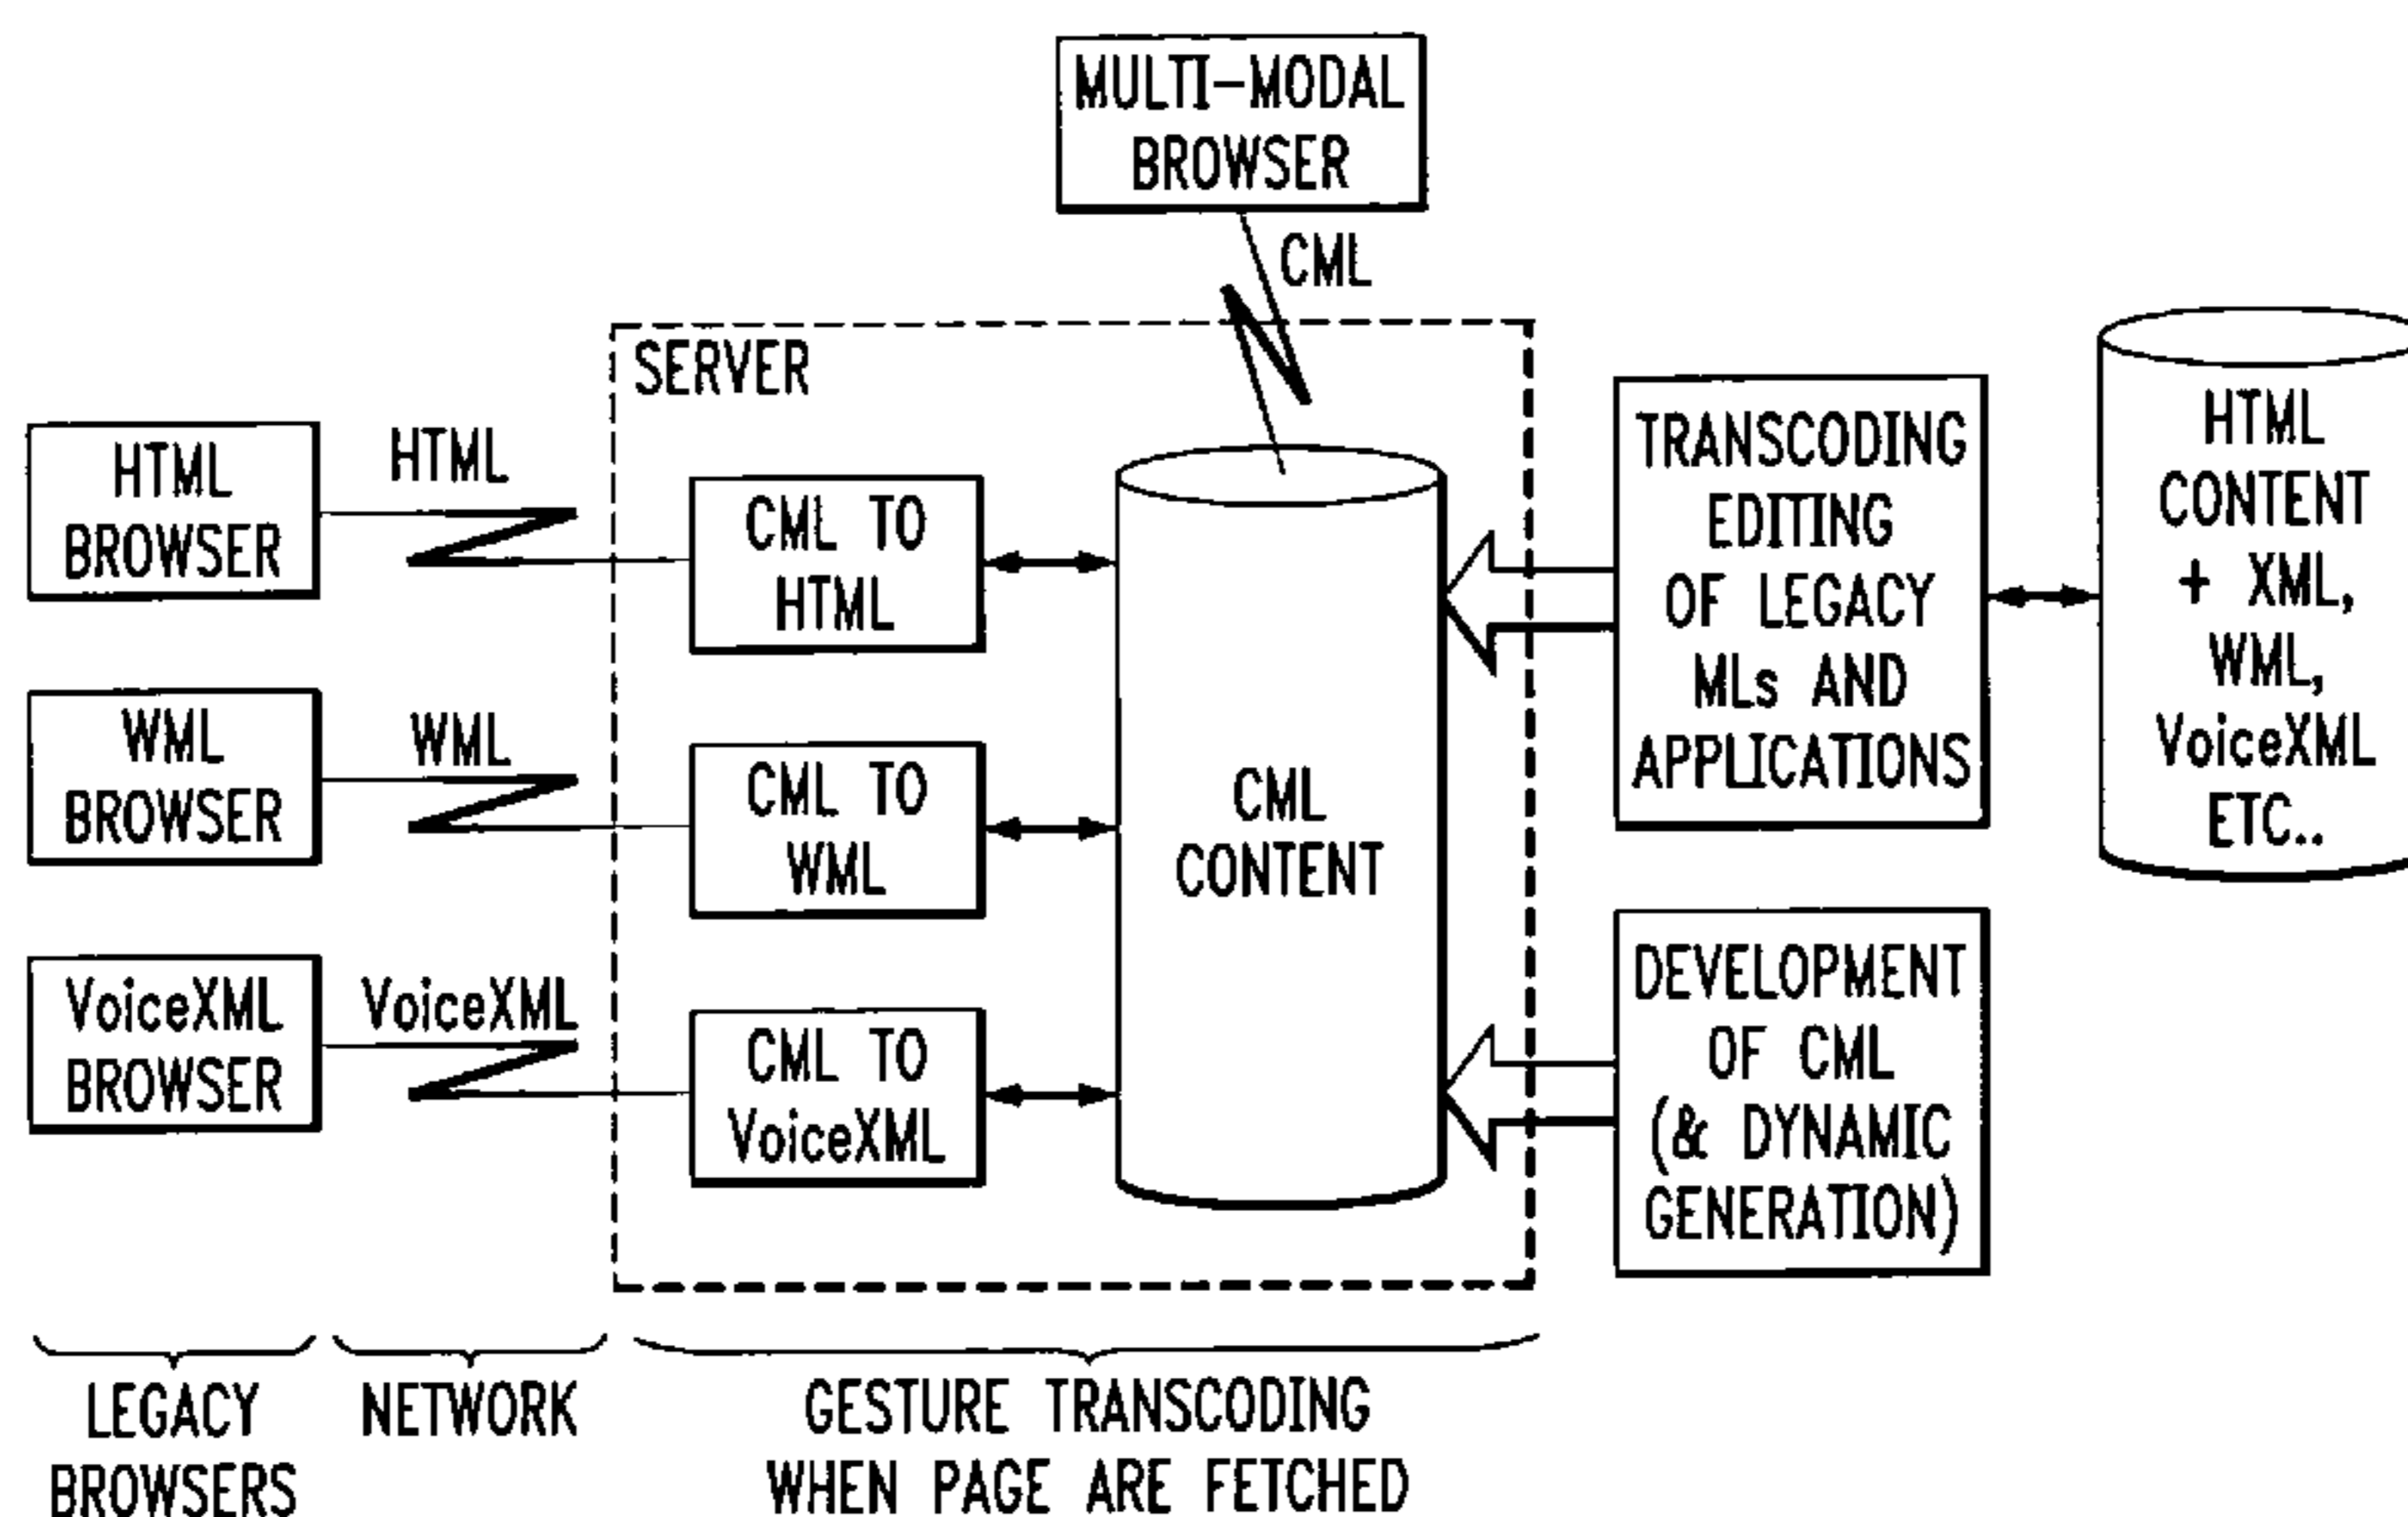 MULTI-MODAL
BROWSER
CML
SERVER
HTML
BROWSER
HTML
CML TO
HTML
WML
BROWSER
WML
CML TO
WML
VoiceXML
BROWSER
VoiceXML
CML TO
VoiceXML
CML
CONTENT
TRANSCODING
EDITING
OF LEGACY
MLs AND
APPLICATIONS
HTML
CONTENT
+ XML,
WML,
VoiceXML
ETC..
DEVELOPMENT
OF CML
(& DYNAMIC
GENERATION)
LEGACY
BROWSERS
NETWORK
GESTURE TRANSCODING
WHEN PAGE ARE FETCHED